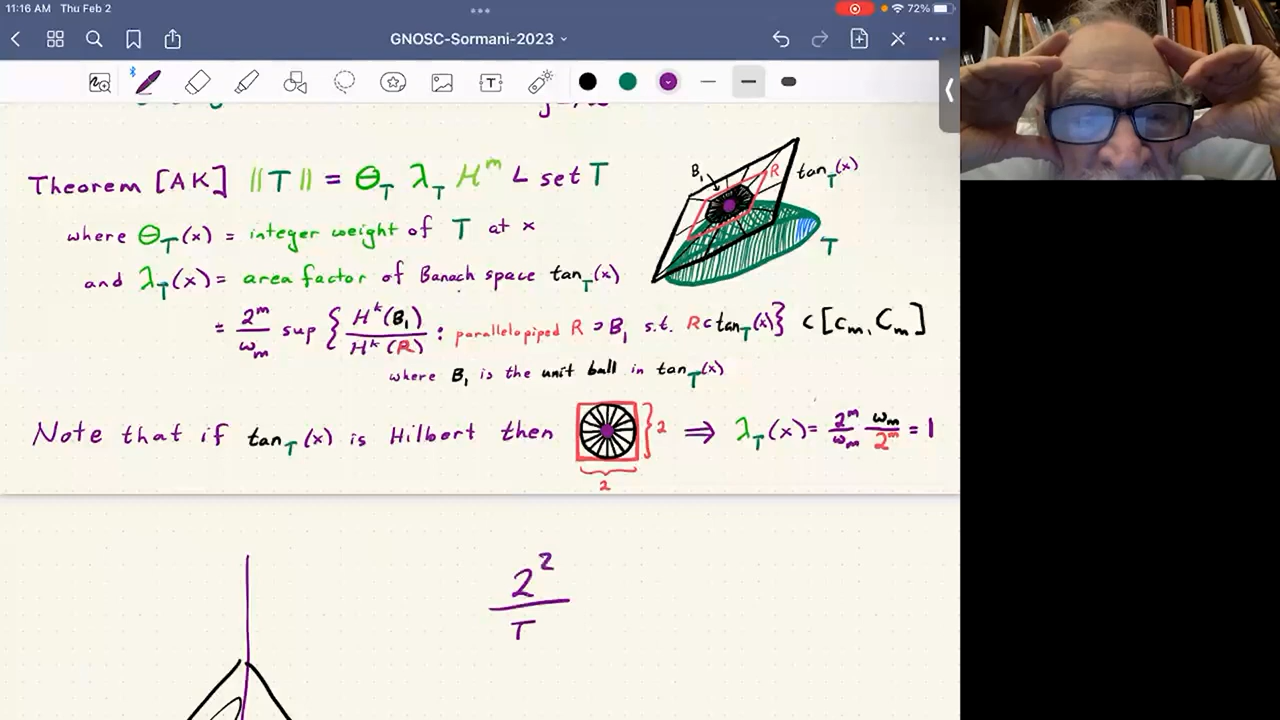 11:16 AM Thu Feb 2
72%
GNOSC-Sormani-2023
Theorem [AK] ||T|| = Θ_T λ_T H^m L set T
where Θ_T(x) = integer weight of T at x
and λ_T(x) = area factor of Banach space tan_T(x)
= 2^m/ω_m sup { H^k(B_1)/H^k(R) : parallelopiped R ⊃ B_1 s.t. R ⊂ tan_T(x) } ⊂ [c_m, C_m]
where B_1 is the unit ball in tan_T(x)
B_1 R tan_T(x)
T
Note that if tan_T(x) is Hilbert then 2 ⇒ λ_T(x) = 2^m/ω_m ω_m/2^m = 1
2
2^2